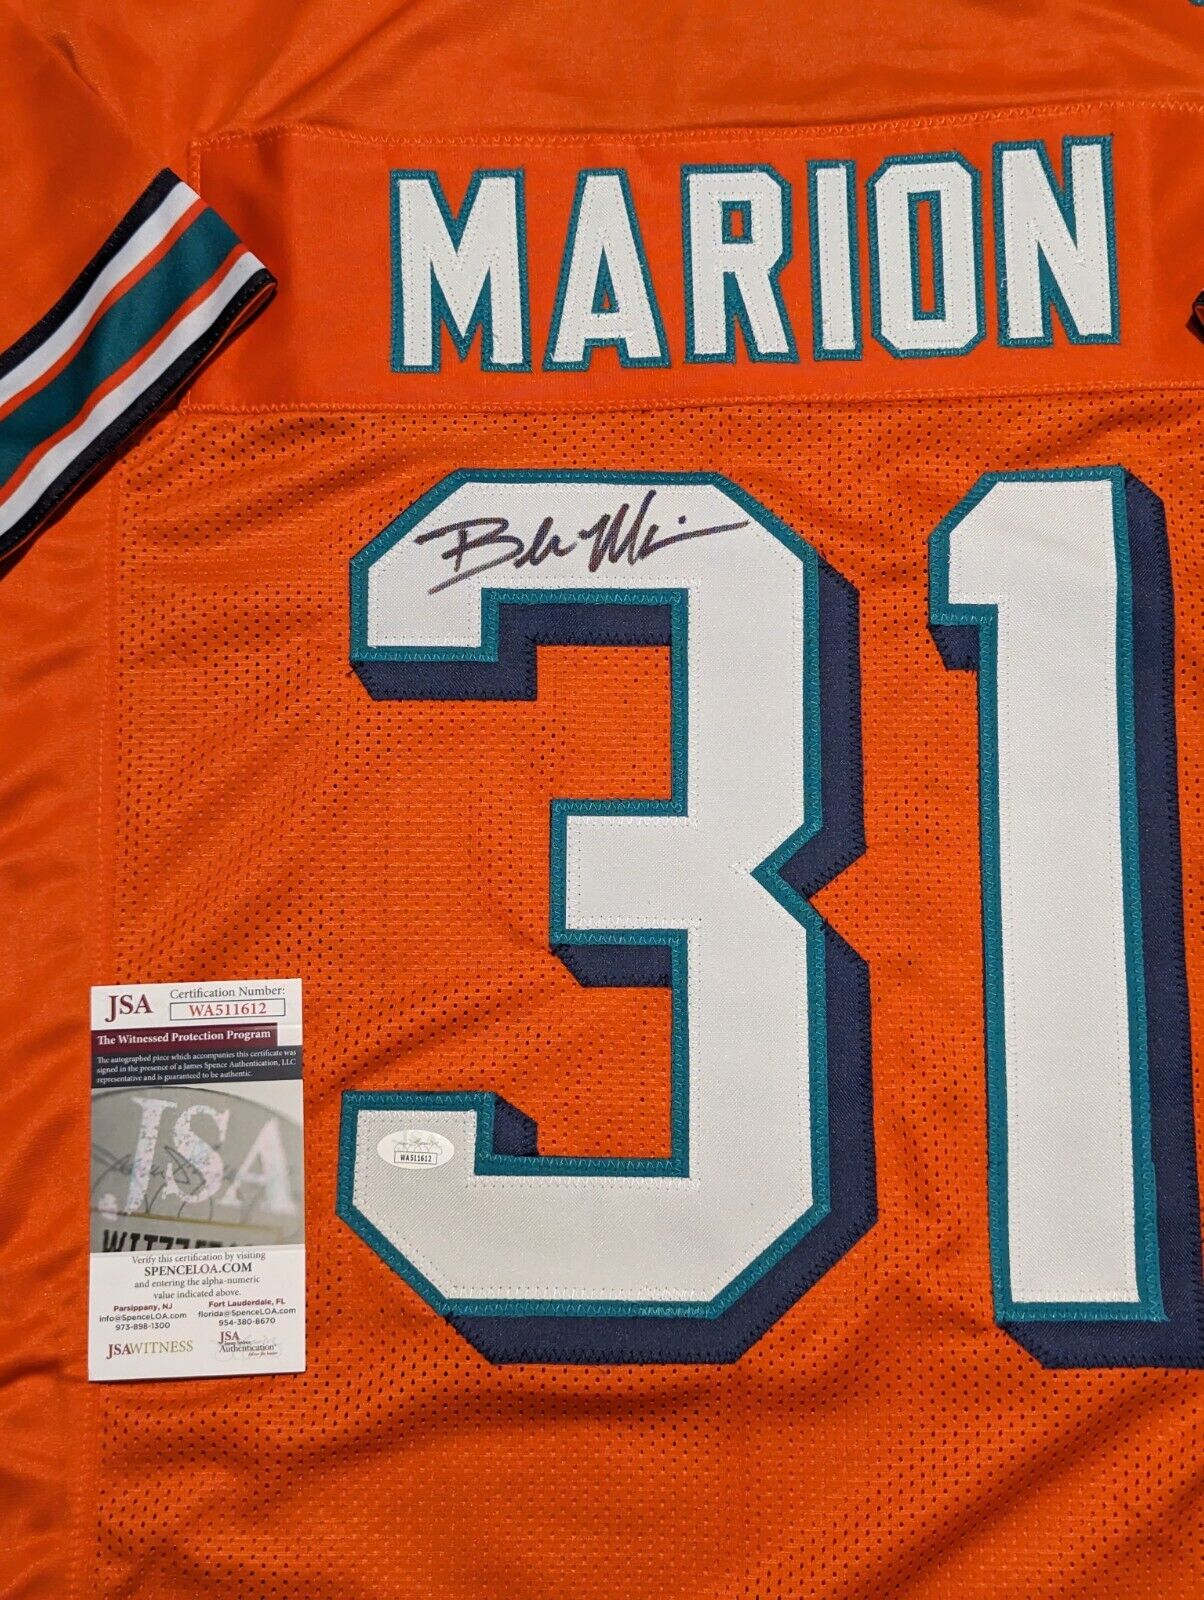 MARION
31
JSA
Certification Number:
WA511612
The Witnessed Protection Program
The autographed piece which accompanies this certificate was
signed in the presence of a James Spence Authentication, LLC
representative and is guaranteed to be authentic.
JSA
Verify this certification by visiting
SPENCELOA.COM
and entering the alpha-numeric
value indicated above.
Parsippany, NJ
info@SpenceLOA.com
973-898-1300
Fort Lauderdale, FL
florida@SpenceLOA.com
954-380-8670
JSAWITNESS
JSA
Authentication
WA511612